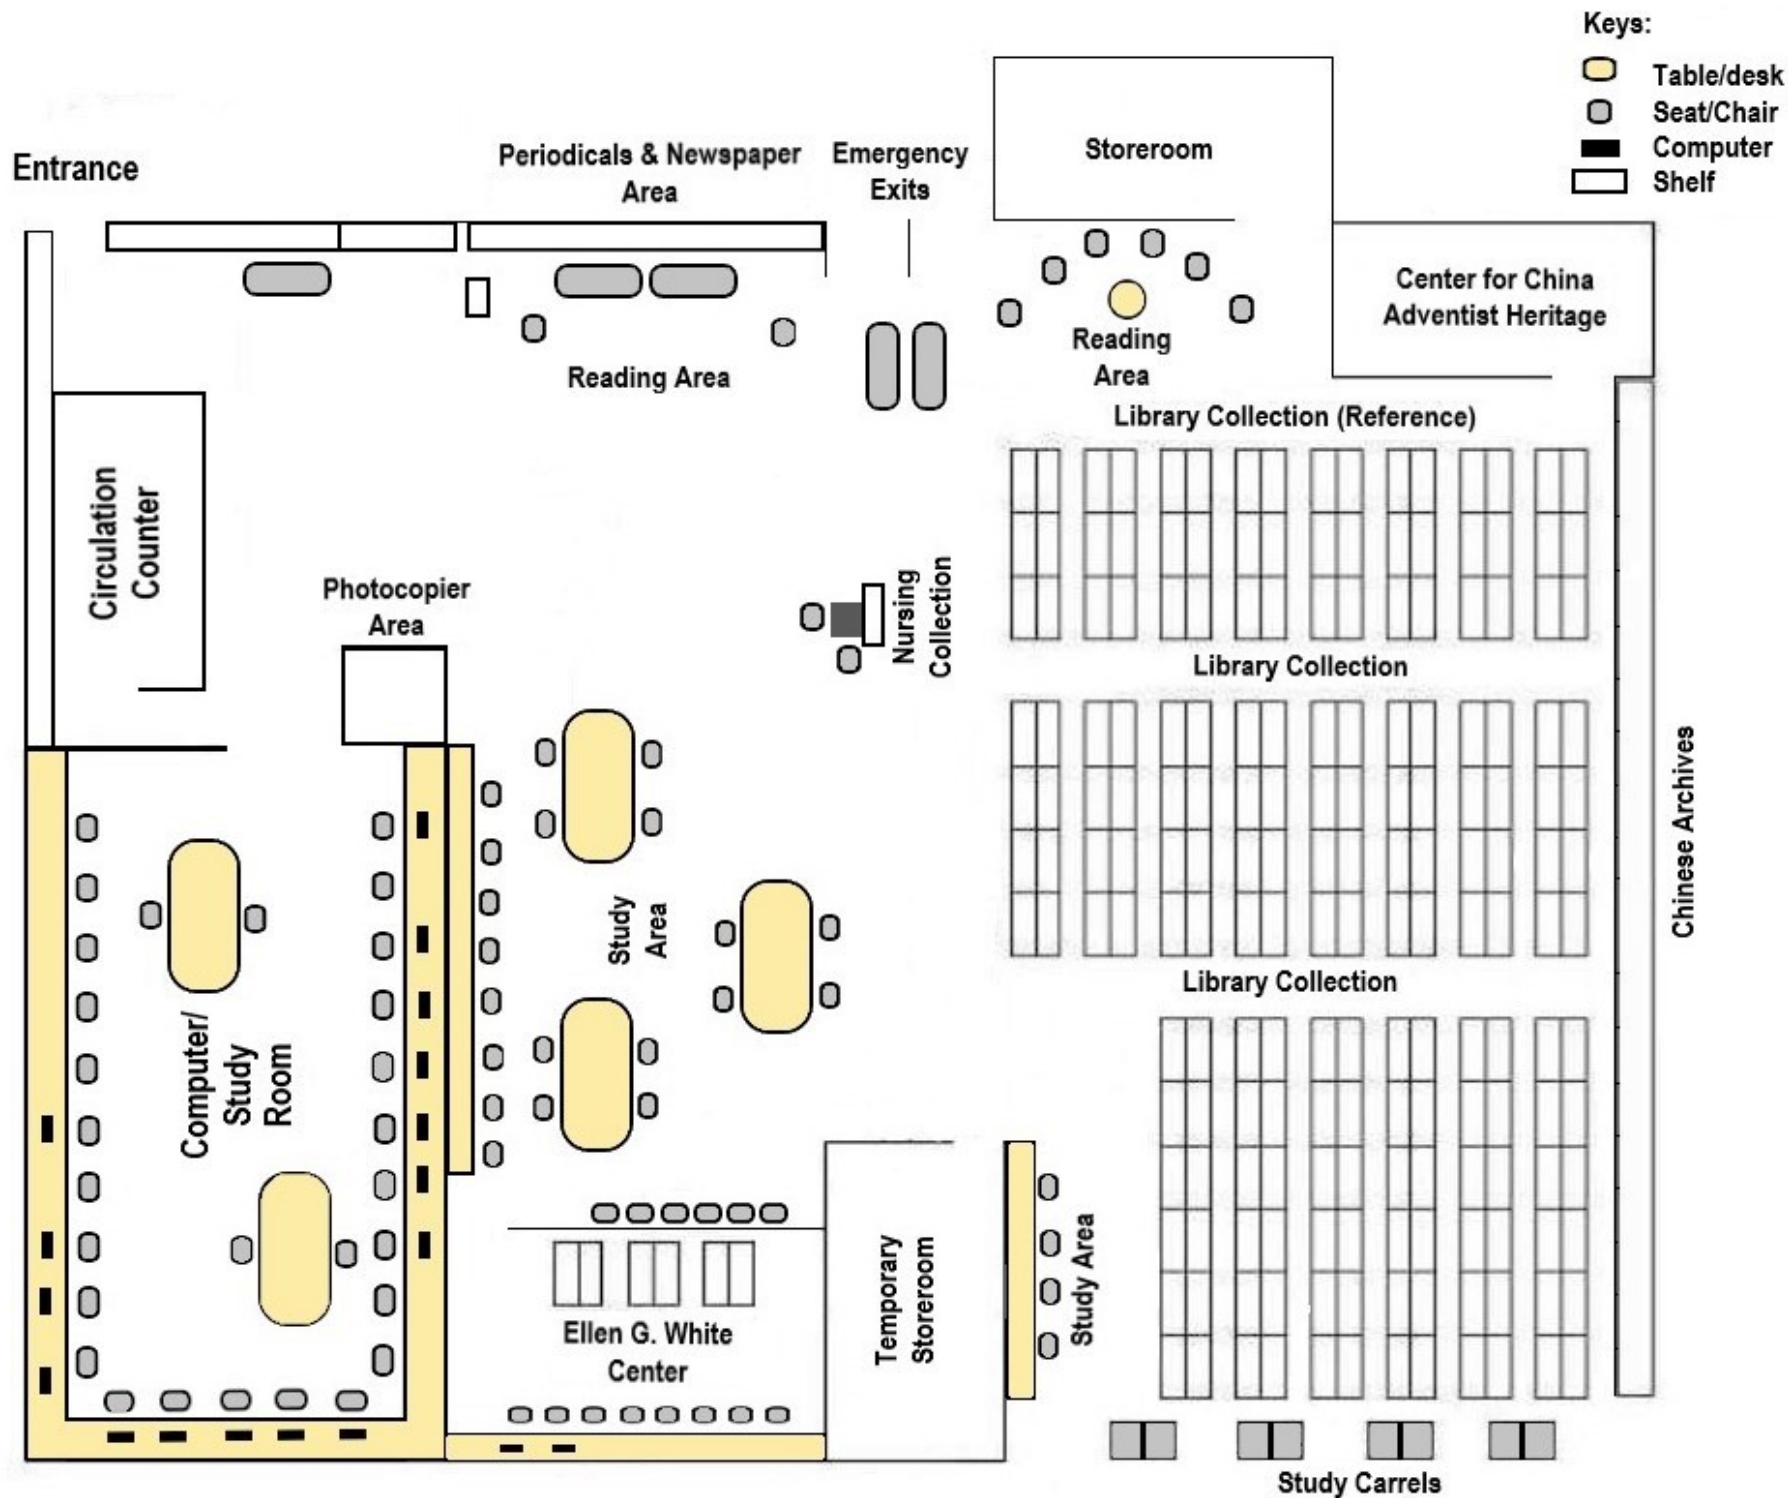 Keys:
Table/desk
Seat/Chair
Computer
Shelf
Entrance
Periodicals & Newspaper
Area
Emergency
Exits
Storeroom
Center for China
Adventist Heritage
Reading Area
Reading
Area
Library Collection (Reference)
Circulation
Counter
Photocopier
Area
Nursing
Collection
Library Collection
Chinese Archives
Study
Area
Library Collection
Computer/
Study
Room
Temporary
Storeroom
Study Area
Ellen G. White
Center
Study Carrels